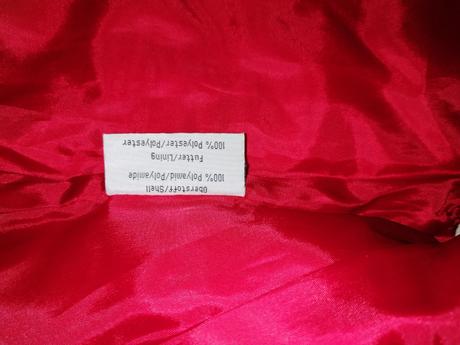 Oberstoff/Shell
100% Polyamid/Polyamide
Futter/Lining
100% Polyester/Polyester